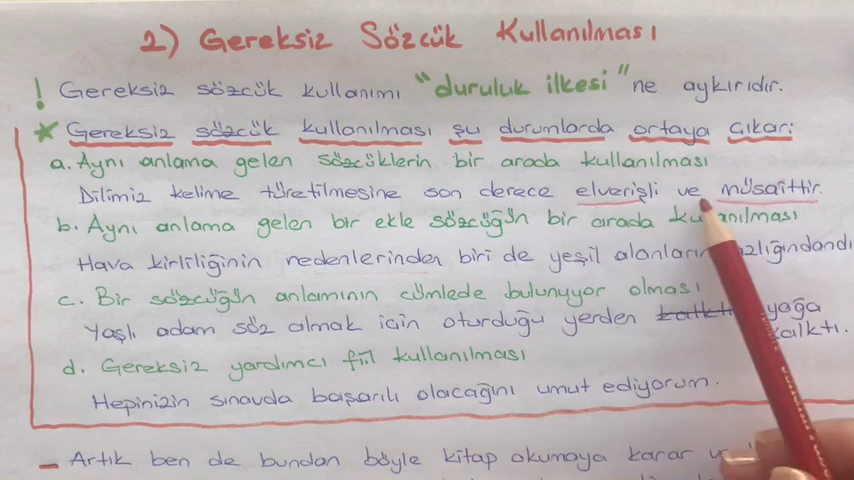 2) Gereksiz Sözcük Kullanılması
! Gereksiz sözcük kullanımı "duruluk ilkesi"ne aykırıdır.
Gereksiz sözcük kullanılması şu durumlarda ortaya çıkar:
a. Aynı anlama gelen sözcüklerin bir arada kullanılması
Dilimiz kelime türetilmesine son derece elverişli ve müsaittir.
b. Aynı anlama gelen bir ekle sözcüğün bir arada kullanılması
Hava kirliliğinin nedenlerinden biri de yeşil alanların
c. Bir sözcüğün anlamının cümlede bulunuyor olması
Yaşlı adam söz almak için oturduğu yerden kalktı yağa
kalktı.
d. Gereksiz yardımcı fiil kullanılması
Hepinizin sınavda başarılı olacağını umut ediyorum.
— Artık ben de bundan böyle kitap okumaya karar